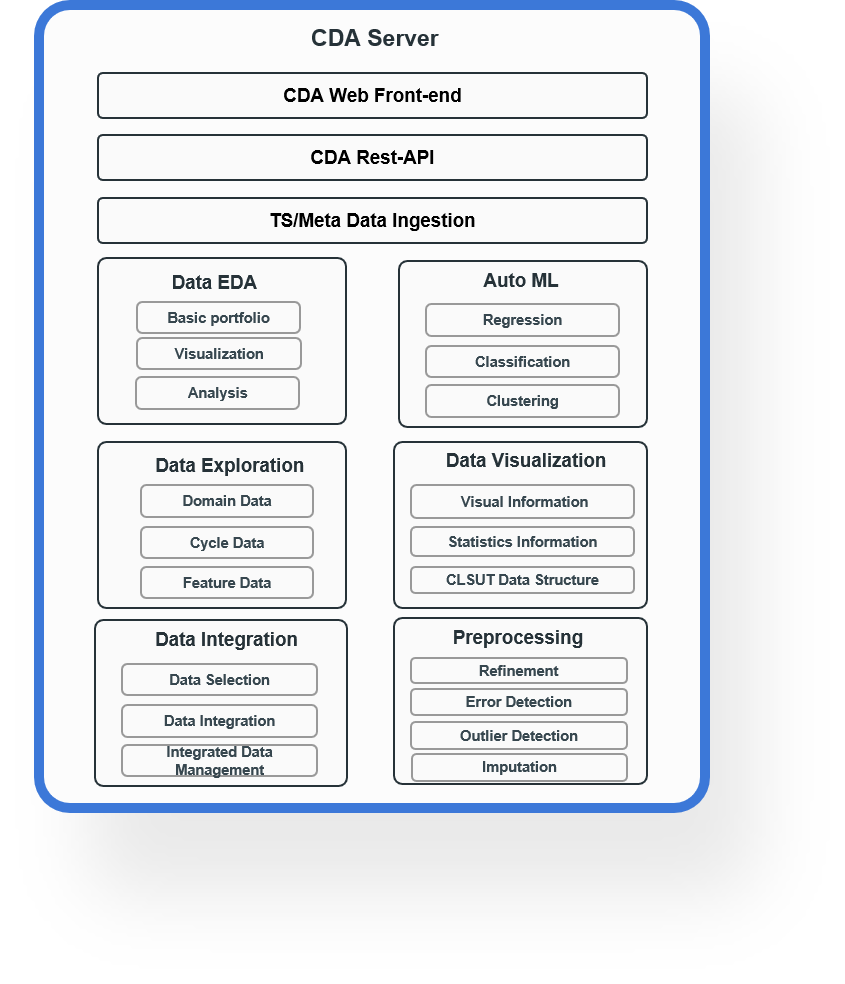 CDA Server
CDA Web Front-end
CDA Rest-API
TS/Meta Data Ingestion
Data EDA
Basic portfolio
Visualization
Analysis
Auto ML
Regression
Classification
Clustering
Data Exploration
Domain Data
Cycle Data
Feature Data
Data Visualization
Visual Information
Statistics Information
CLSUT Data Structure
Data Integration
Data Selection
Data Integration
Integrated Data
Management
Preprocessing
Refinement
Error Detection
Outlier Detection
Imputation